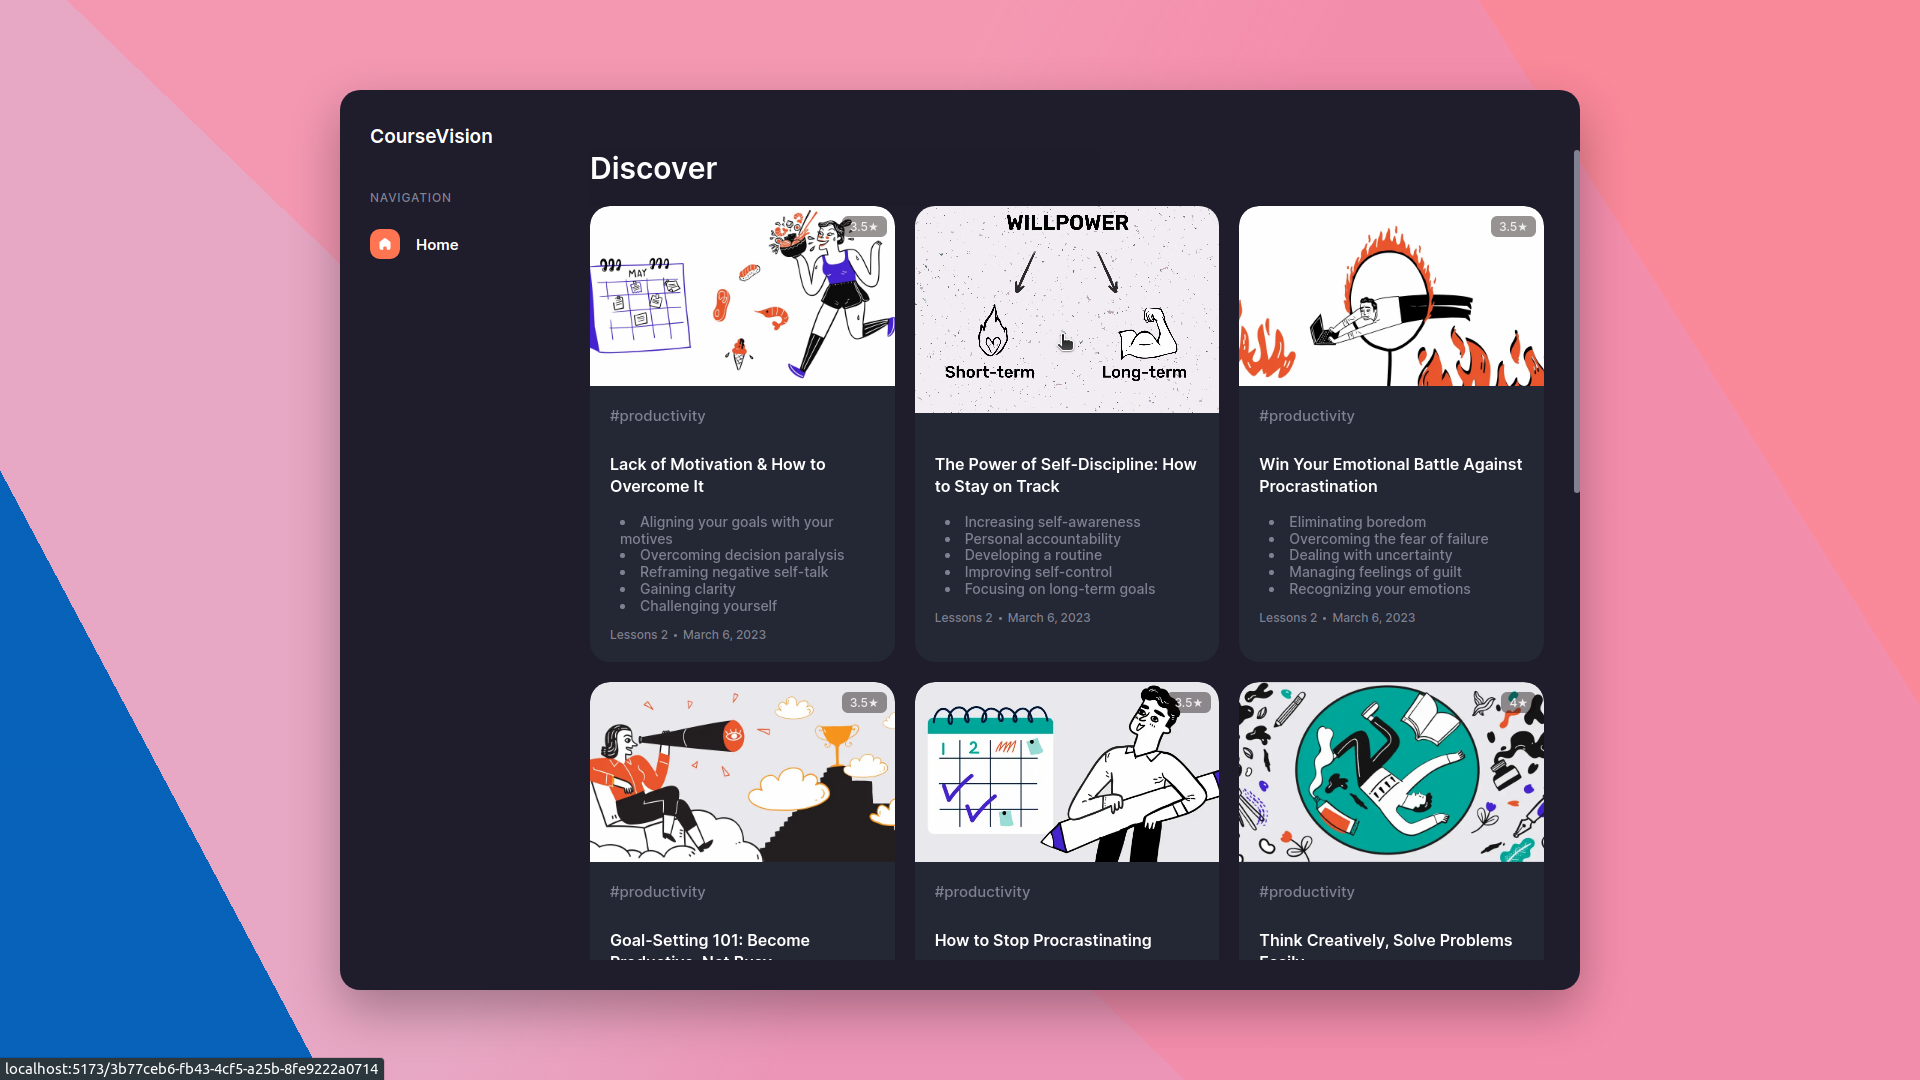 CourseVision
NAVIGATION
Home
Discover
3.5★
MAY
#productivity
Lack of Motivation & How to
Overcome It
• Aligning your goals with your
motives
• Overcoming decision paralysis
• Reframing negative self-talk
• Gaining clarity
• Challenging yourself
Lessons 2 • March 6, 2023
WILLPOWER
Short-term
Long-term
The Power of Self-Discipline: How
to Stay on Track
• Increasing self-awareness
• Personal accountability
• Developing a routine
• Improving self-control
• Focusing on long-term goals
Lessons 2 • March 6, 2023
3.5★
#productivity
Win Your Emotional Battle Against
Procrastination
• Eliminating boredom
• Overcoming the fear of failure
• Dealing with uncertainty
• Managing feelings of guilt
• Recognizing your emotions
Lessons 2 • March 6, 2023
3.5★
#productivity
Goal-Setting 101: Become
Productive, Not Busy
3.5★
1 2
#productivity
How to Stop Procrastinating
4★
#productivity
Think Creatively, Solve Problems
Easily
localhost:5173/3b77ceb6-fb43-4cf5-a25b-8fe9222a0714